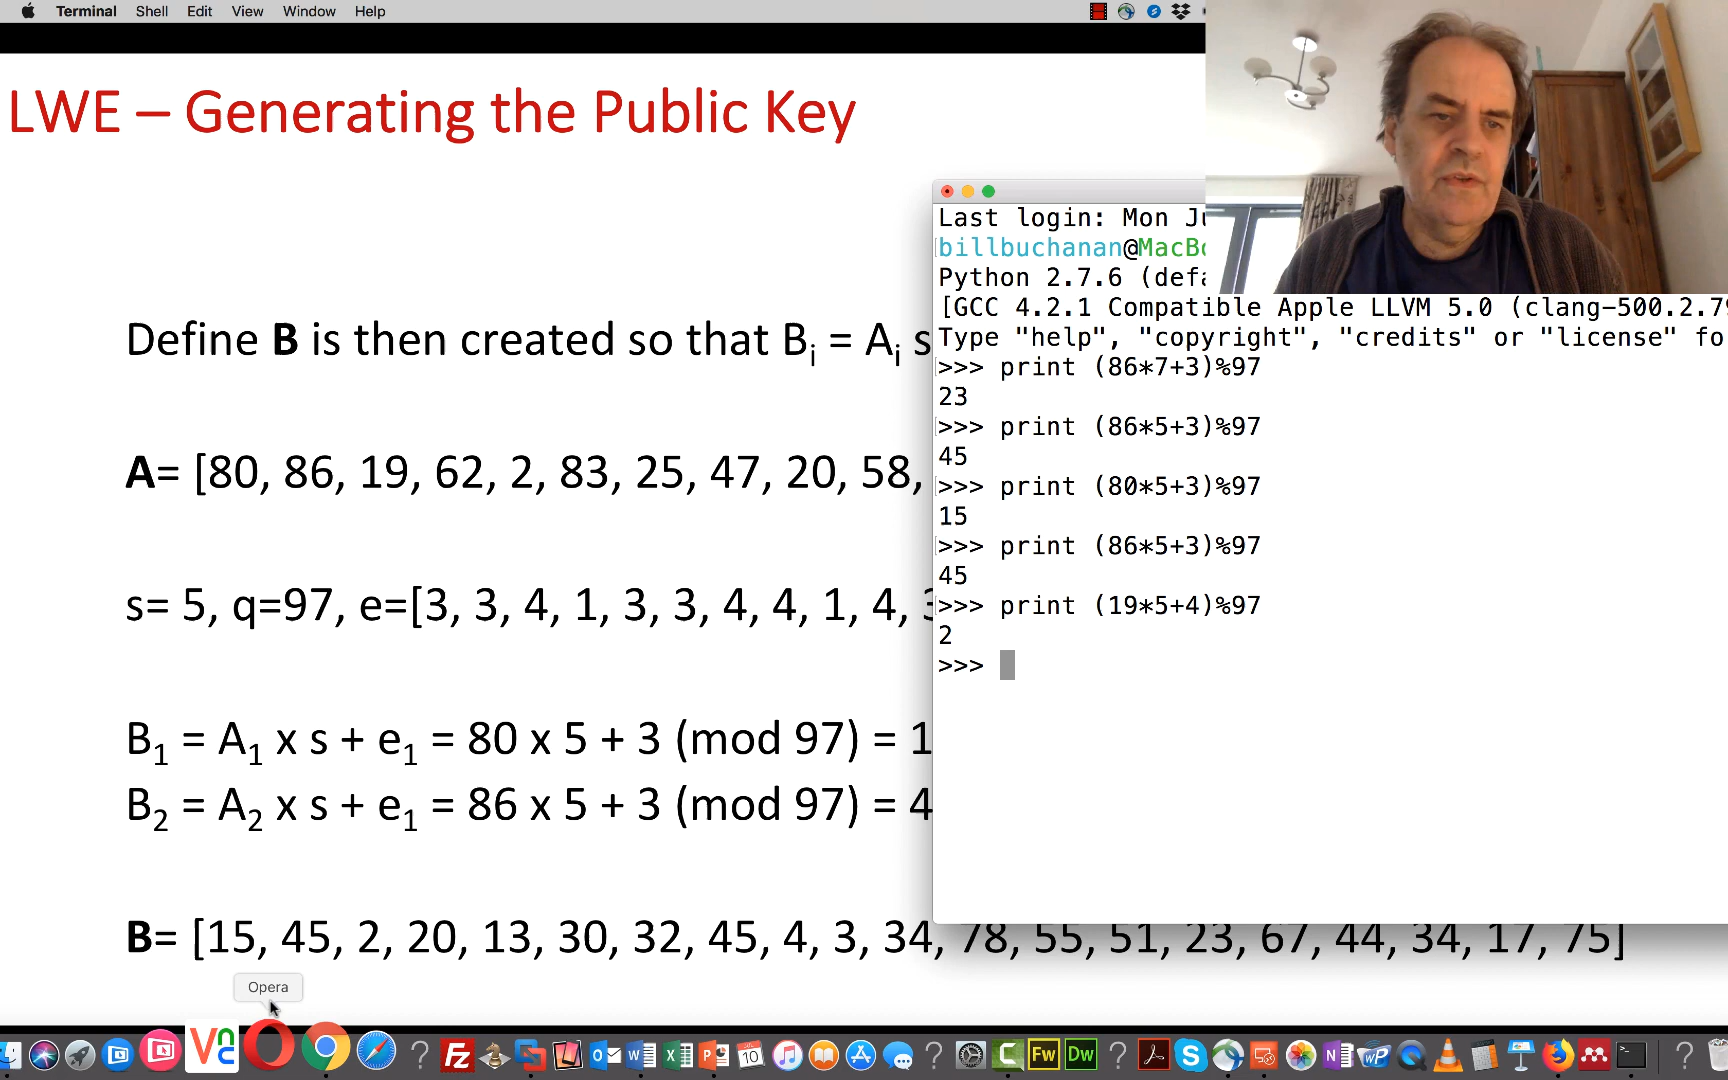 Terminal Shell Edit View Window Help
LWE – Generating the Public Key
Define B is then created so that Bi = Ai s
A= [80, 86, 19, 62, 2, 83, 25, 47, 20, 58,
s= 5, q=97, e=[3, 3, 4, 1, 3, 3, 4, 4, 1, 4, 3
B1 = A1 x s + e1 = 80 x 5 + 3 (mod 97) = 1
B2 = A2 x s + e1 = 86 x 5 + 3 (mod 97) = 4
B= [15, 45, 2, 20, 13, 30, 32, 45, 4, 3, 34, 78, 55, 51, 23, 67, 44, 34, 17, 75]
Last login: Mon Ju
billbuchanan@MacBo
Python 2.7.6 (defa
[GCC 4.2.1 Compatible Apple LLVM 5.0 (clang-500.2.79
Type "help", "copyright", "credits" or "license" fo
>>> print (86*7+3)%97
23
>>> print (86*5+3)%97
45
>>> print (80*5+3)%97
15
>>> print (86*5+3)%97
45
>>> print (19*5+4)%97
2
>>>
Opera